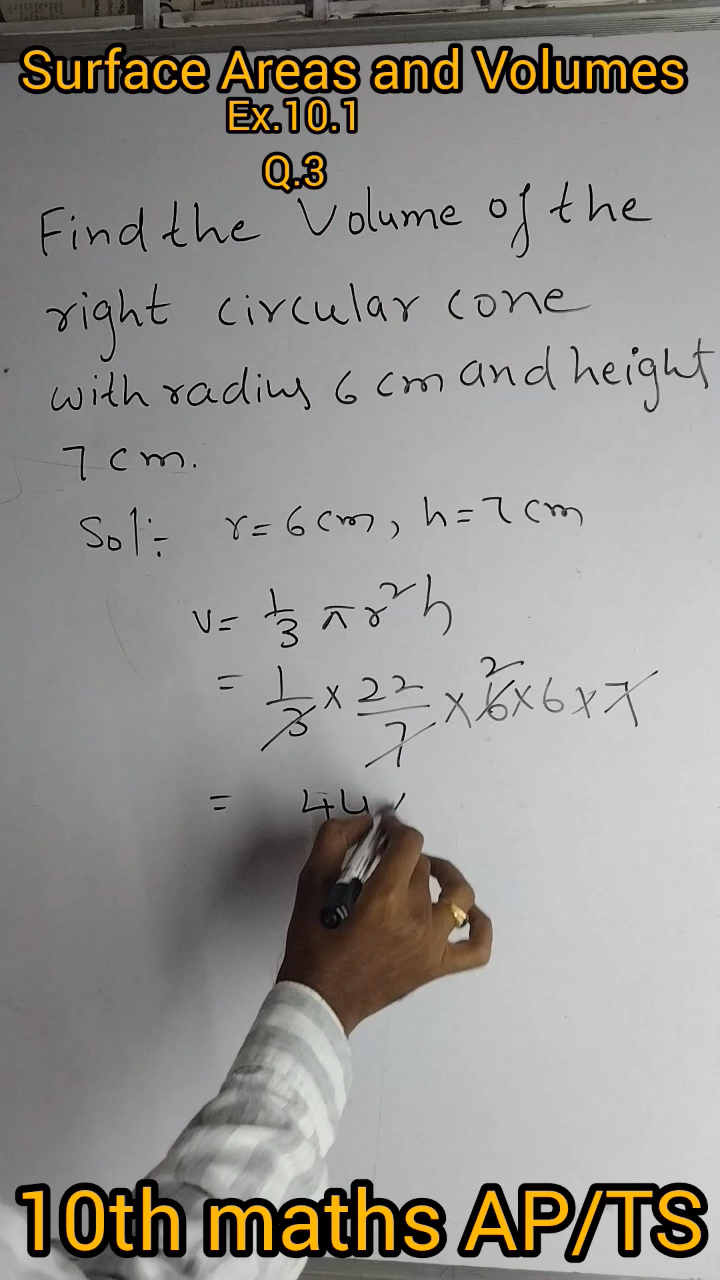 Surface Areas and Volumes
Ex.10.1
Q.3
Find the Volume of the
right circular cone
with radius 6 cm and height
7 cm.
Sol:- r = 6 cm, h = 7 cm
V = 1/3 πr²h
= 1/3 × 22/7 × 6 2 × 6 × 7
= 44
10th maths AP/TS